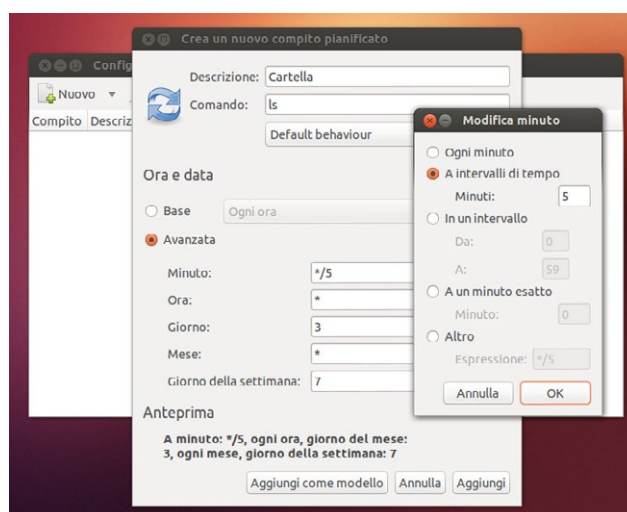 Crea un nuovo compito pianificato
Config
Nuovo
Compito Descriz
Descrizione: Cartella
Comando: ls
Default behaviour
Ora e data
Base Ogni ora
Avanzata
Minuto: */5
Ora: *
Giorno: 3
Mese: *
Giorno della settimana: 7
Anteprima
A minuto: */5, ogni ora, giorno del mese:
3, ogni mese, giorno della settimana: 7
Aggiungi come modello Annulla Aggiungi
Modifica minuto
Ogni minuto
A intervalli di tempo
Minuti: 5
In un intervallo
Da: 0
A: 59
A un minuto esatto
Minuto: 0
Altro
Espressione: */5
Annulla OK